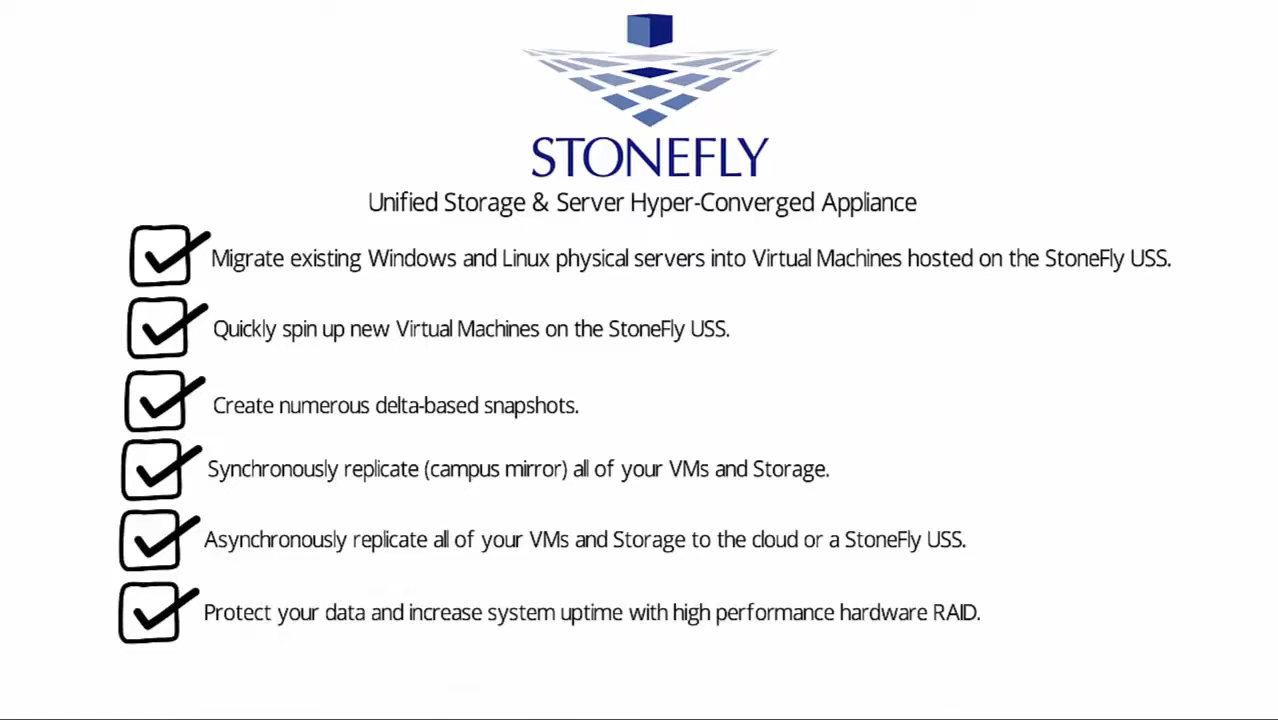 STONEFLY
Unified Storage & Server Hyper-Converged Appliance
Migrate existing Windows and Linux physical servers into Virtual Machines hosted on the StoneFly USS.
Quickly spin up new Virtual Machines on the StoneFly USS.
Create numerous delta-based snapshots.
Synchronously replicate (campus mirror) all of your VMs and Storage.
Asynchronously replicate all of your VMs and Storage to the cloud or a StoneFly USS.
Protect your data and increase system uptime with high performance hardware RAID.